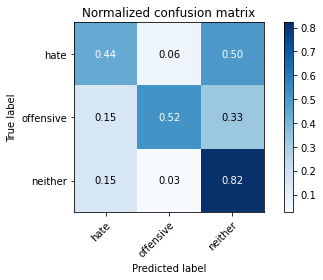 Normalized confusion matrix
True label
hate
offensive
neither
0.44 0.06 0.50
0.15 0.52 0.33
0.15 0.03 0.82
hate
offensive
neither
Predicted label
0.8
0.7
0.6
0.5
0.4
0.3
0.2
0.1